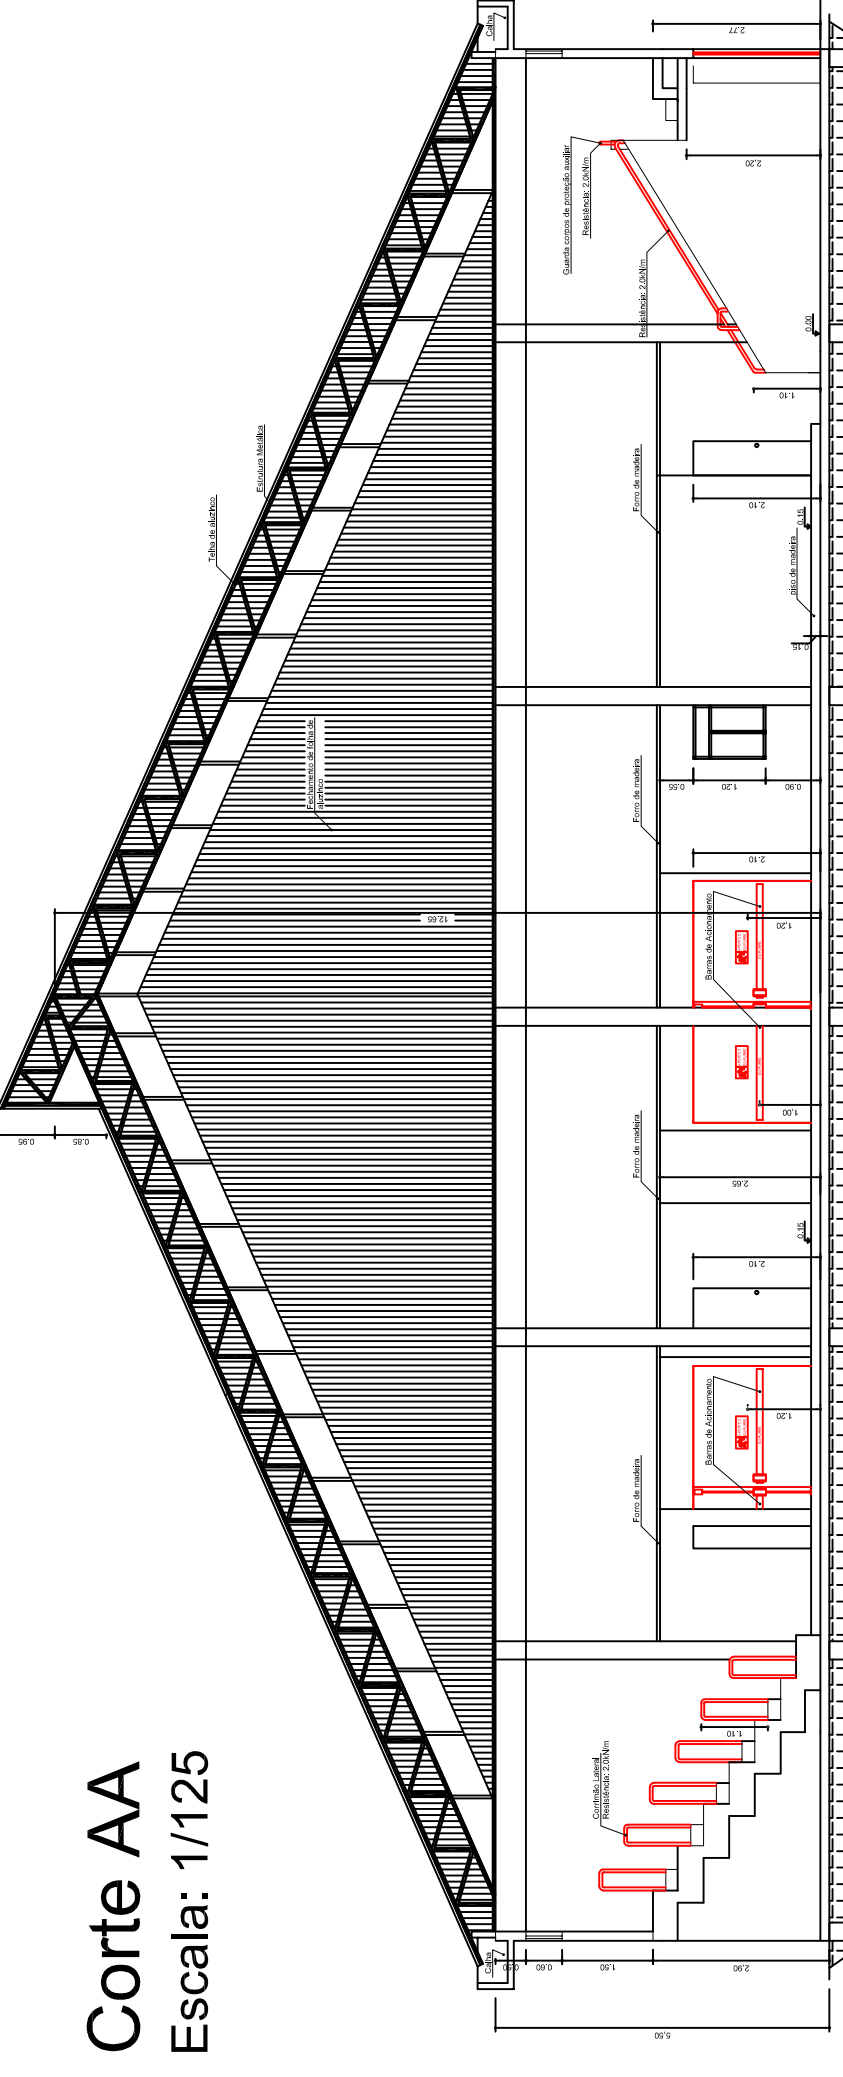 Corte AA
Escala: 1/125
Calha
0.50
0.60
1.50
2.90
5.50
Corrimão Lateral
Resistência: 2.0kN/m
1.10
Forro de madeira
Barras de Acionamento
1,20
2.10
0.15
Forro de madeira
2.65
1,00
0.95
0.85
Barras de Acionamento
1,20
12.65
2.10
Forro de madeira
0.55
1.20
0.90
Fechamento de folha de
aluzinco
Telha de aluzinco
Estrutura Metálica
Forro de madeira
2.10
0.15
piso de madeira
0.15
1.10
0.00
Resistência: 2.0kN/m
Guarda corpos de proteção auxiliar
Resistência: 2.0kN/m
2,20
2.77
Calha